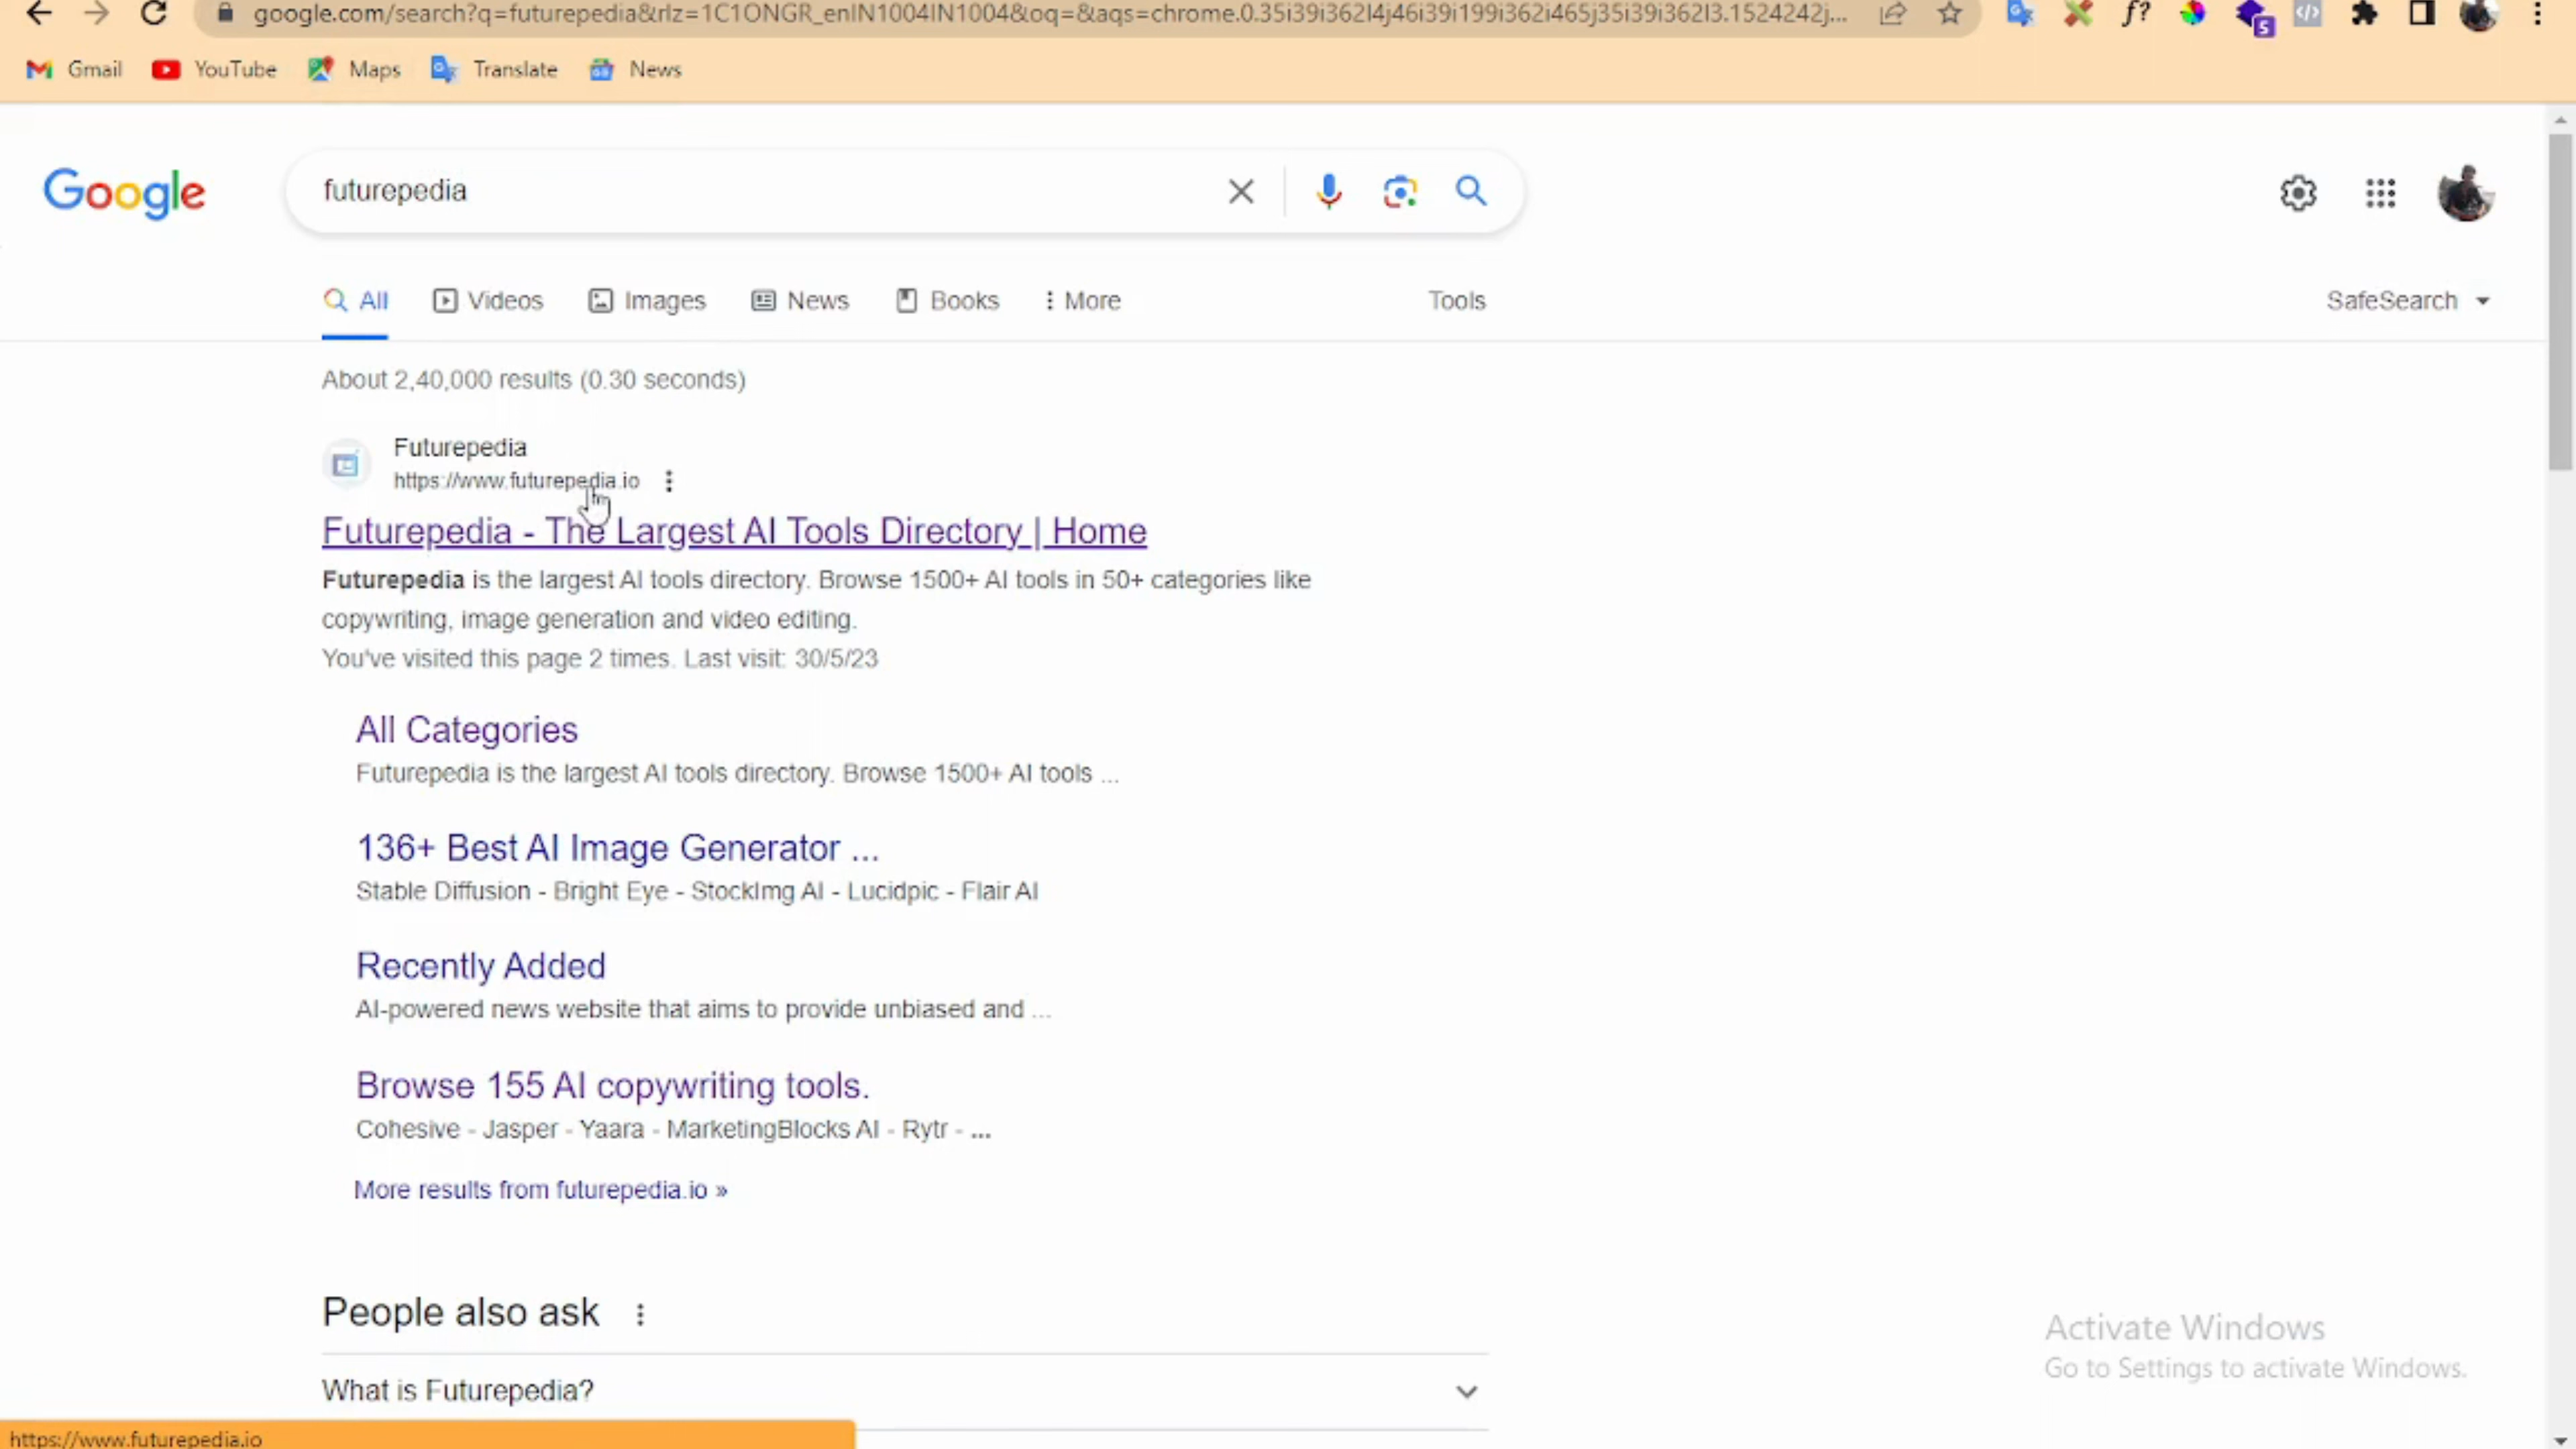 google.com/search?q=futurepedia&rlz=1C1ONGR_enIN1004IN1004&oq=&aqs=chrome.0.35i39i362l4j46i39i199i362i465j35i39i362l3.1524242j...
f?
S
Gmail YouTube Maps Translate News
Google futurepedia
All Videos Images News Books More Tools SafeSearch
About 2,40,000 results (0.30 seconds)
Futurepedia
https://www.futurepedia.io
Futurepedia - The Largest AI Tools Directory | Home
Futurepedia is the largest AI tools directory. Browse 1500+ AI tools in 50+ categories like
copywriting, image generation and video editing.
You've visited this page 2 times. Last visit: 30/5/23
All Categories
Futurepedia is the largest AI tools directory. Browse 1500+ AI tools ...
136+ Best AI Image Generator ...
Stable Diffusion - Bright Eye - StockImg AI - Lucidpic - Flair AI
Recently Added
AI-powered news website that aims to provide unbiased and ...
Browse 155 AI copywriting tools.
Cohesive - Jasper - Yaara - MarketingBlocks AI - Rytr - ...
More results from futurepedia.io »
People also ask
Activate Windows
Go to Settings to activate Windows.
What is Futurepedia?
https://www.futurepedia.io